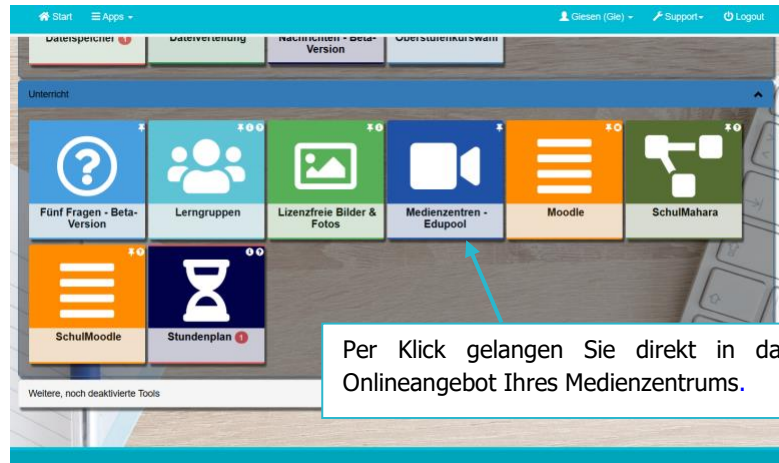 Start Apps Giesen (Gie) Support Logout
Dateispeicher 1 Dateiverteilung Nachrichten - Beta-Version Oberstufenkurswahl
Unterricht
Fünf Fragen - Beta-Version
Lerngruppen
Lizenzfreie Bilder & Fotos
Medienzentren - Edupool
Moodle
SchulMahara
SchulMoodle
Stundenplan 1
Per Klick gelangen Sie direkt in da
Onlineangebot Ihres Medienzentrums.
Weitere, noch deaktivierte Tools